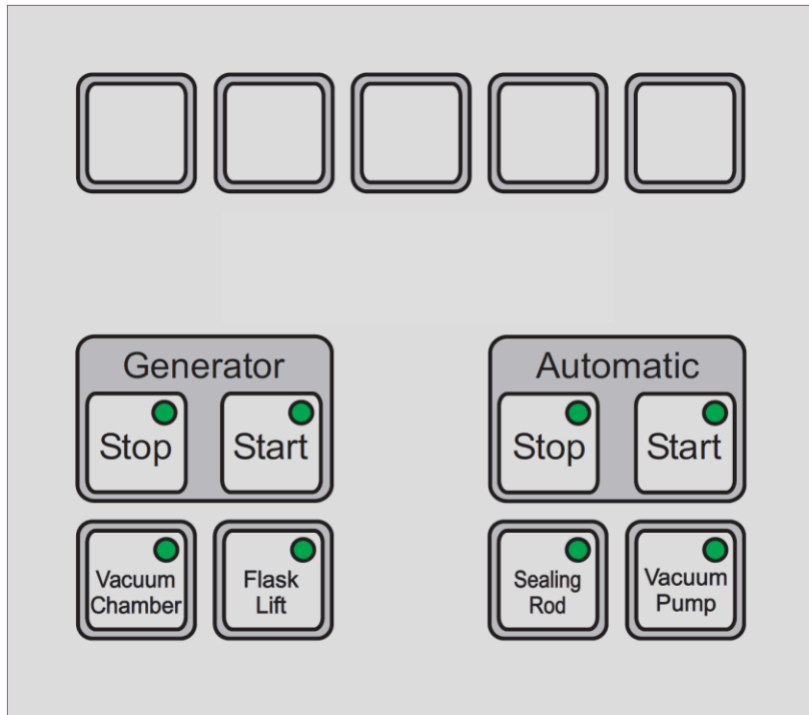 Generator
Automatic
Stop
Start
Stop
Start
Vacuum
Chamber
Flask
Lift
Sealing
Rod
Vacuum
Pump